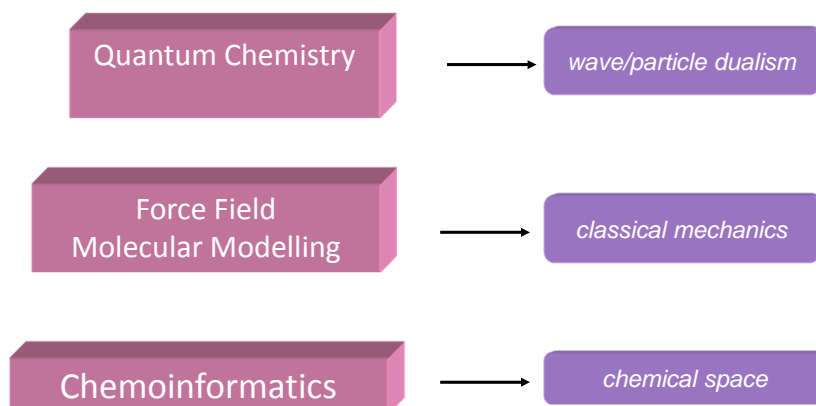 Quantum Chemistry
wave/particle dualism
Force Field
Molecular Modelling
classical mechanics
Chemoinformatics
chemical space